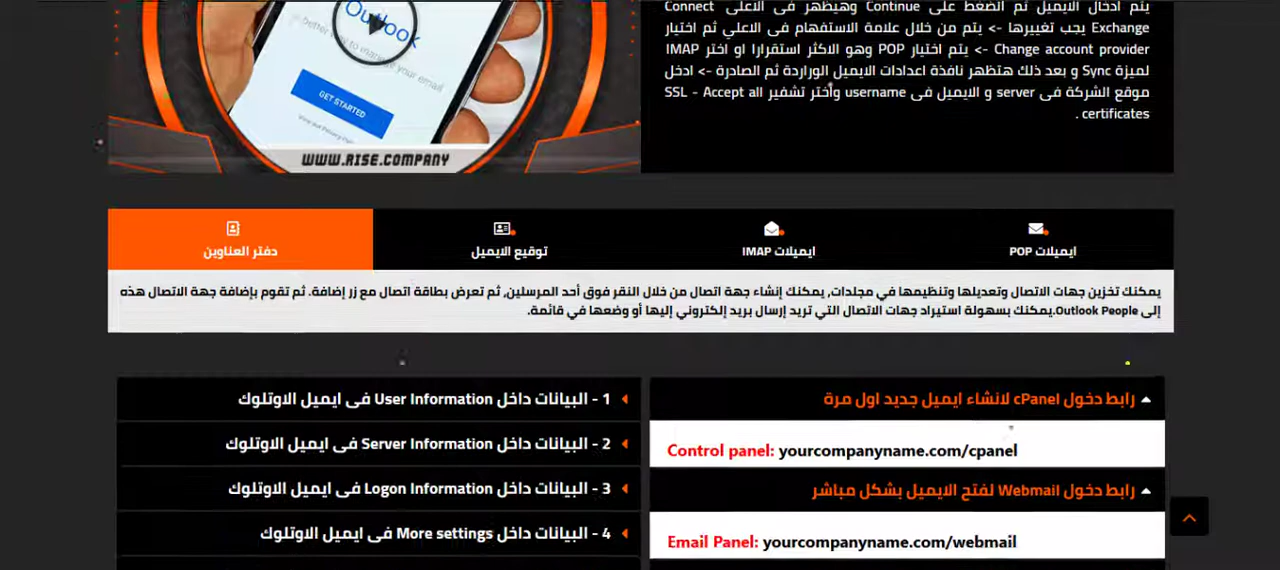 يتم ادخال الايميل ثم الضغط على Continue وهيظهر فى الاعلى Connect
Exchange يجب تغييرها -> يتم من خلال علامة الاستفهام فى الاعلي ثم اختيار
Change account provider -> يتم اختيار POP وهو الاكثر استقرارا او اختر IMAP
لميزة Sync و بعد ذلك هتظهر نافذة اعدادات الايميل الوراردة ثم الصادرة -> ادخل
موقع الشركة فى server و الايميل فى username وأختر تشفير SSL - Accept all
certificates .
Outlook
better way to manage your email
GET STARTED
WWW.RISE.COMPANY
ايميلات POP
ايميلات IMAP
توقيع الايميل
دفتر العناوين
يمكنك تخزين جهات الاتصال وتعديلها وتنظيمها في مجلدات, يمكنك إنشاء جهة اتصال من خلال النقر فوق أحد المرسلين, ثم تعرض بطاقة اتصال مع زر إضافة. ثم تقوم بإضافة جهة الاتصال هذه
إلى Outlook People.يمكنك بسهولة استيراد جهات الاتصال التي تريد إرسال بريد إلكتروني إليها أو وضعها في قائمة.
رابط دخول cPanel لانشاء ايميل جديد اول مرة
Control panel: yourcompanyname.com/cpanel
رابط دخول Webmail لفتح الايميل بشكل مباشر
Email Panel: yourcompanyname.com/webmail
1 - البيانات داخل User Information فى ايميل الاوتلوك
2 - البيانات داخل Server Information فى ايميل الاوتلوك
3 - البيانات داخل Logon Information فى ايميل الاوتلوك
4 - البيانات داخل More settings فى ايميل الاوتلوك